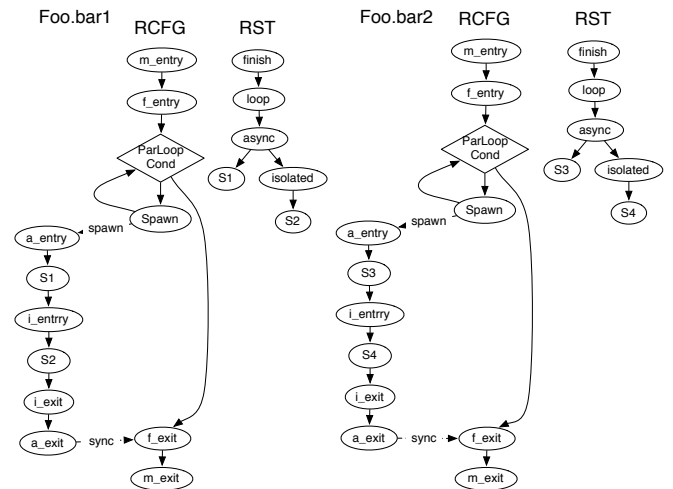 Foo.bar1
RCFG
RST
m_entry
f_entry
ParLoop
Cond
Spawn
spawn
a_entry
S1
i_entrry
S2
i_exit
a_exit
sync
f_exit
m_exit
finish
loop
async
S1
isolated
S2
Foo.bar2
RCFG
RST
m_entry
f_entry
ParLoop
Cond
Spawn
spawn
a_entry
S3
i_entrry
S4
i_exit
a_exit
sync
f_exit
m_exit
finish
loop
async
S3
isolated
S4